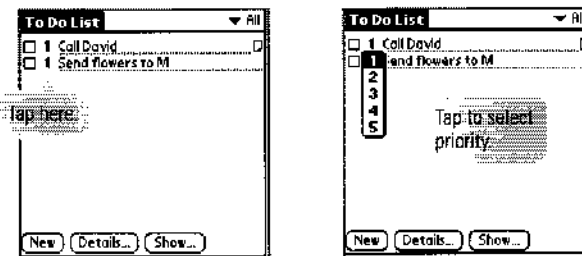 To Do List All
1 Call David
1 Send flowers to M
Tap here.
New Details... Show...
To Do List All
1 Call David
1 end flowers to M
2
3
4
5
Tap to select
priority.
New Details... Show...